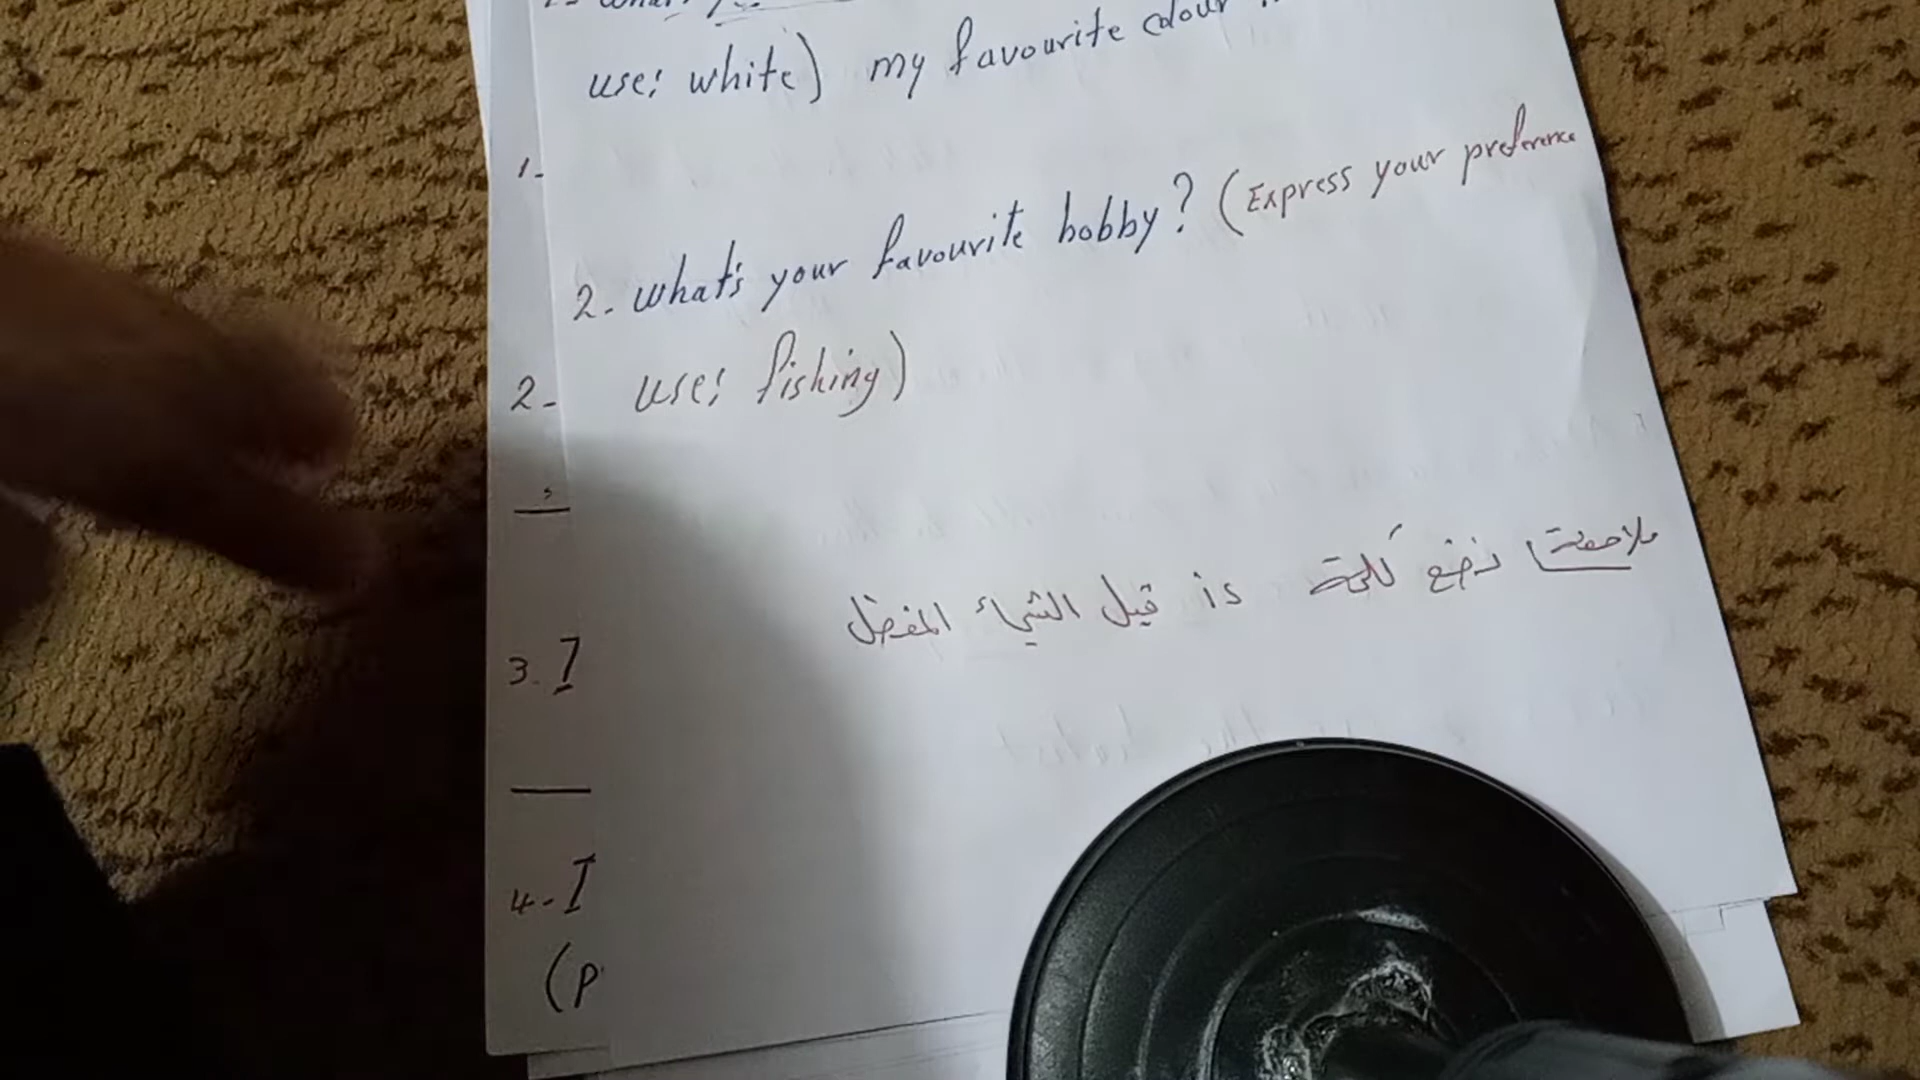 use: white) my favourite colour
1-
2- what's your favourite hobby? (Express your preference
2- use: fishing)
ملاحظة نضع كلمة is قبل الشيء المفضل
3- I
4- I
(p